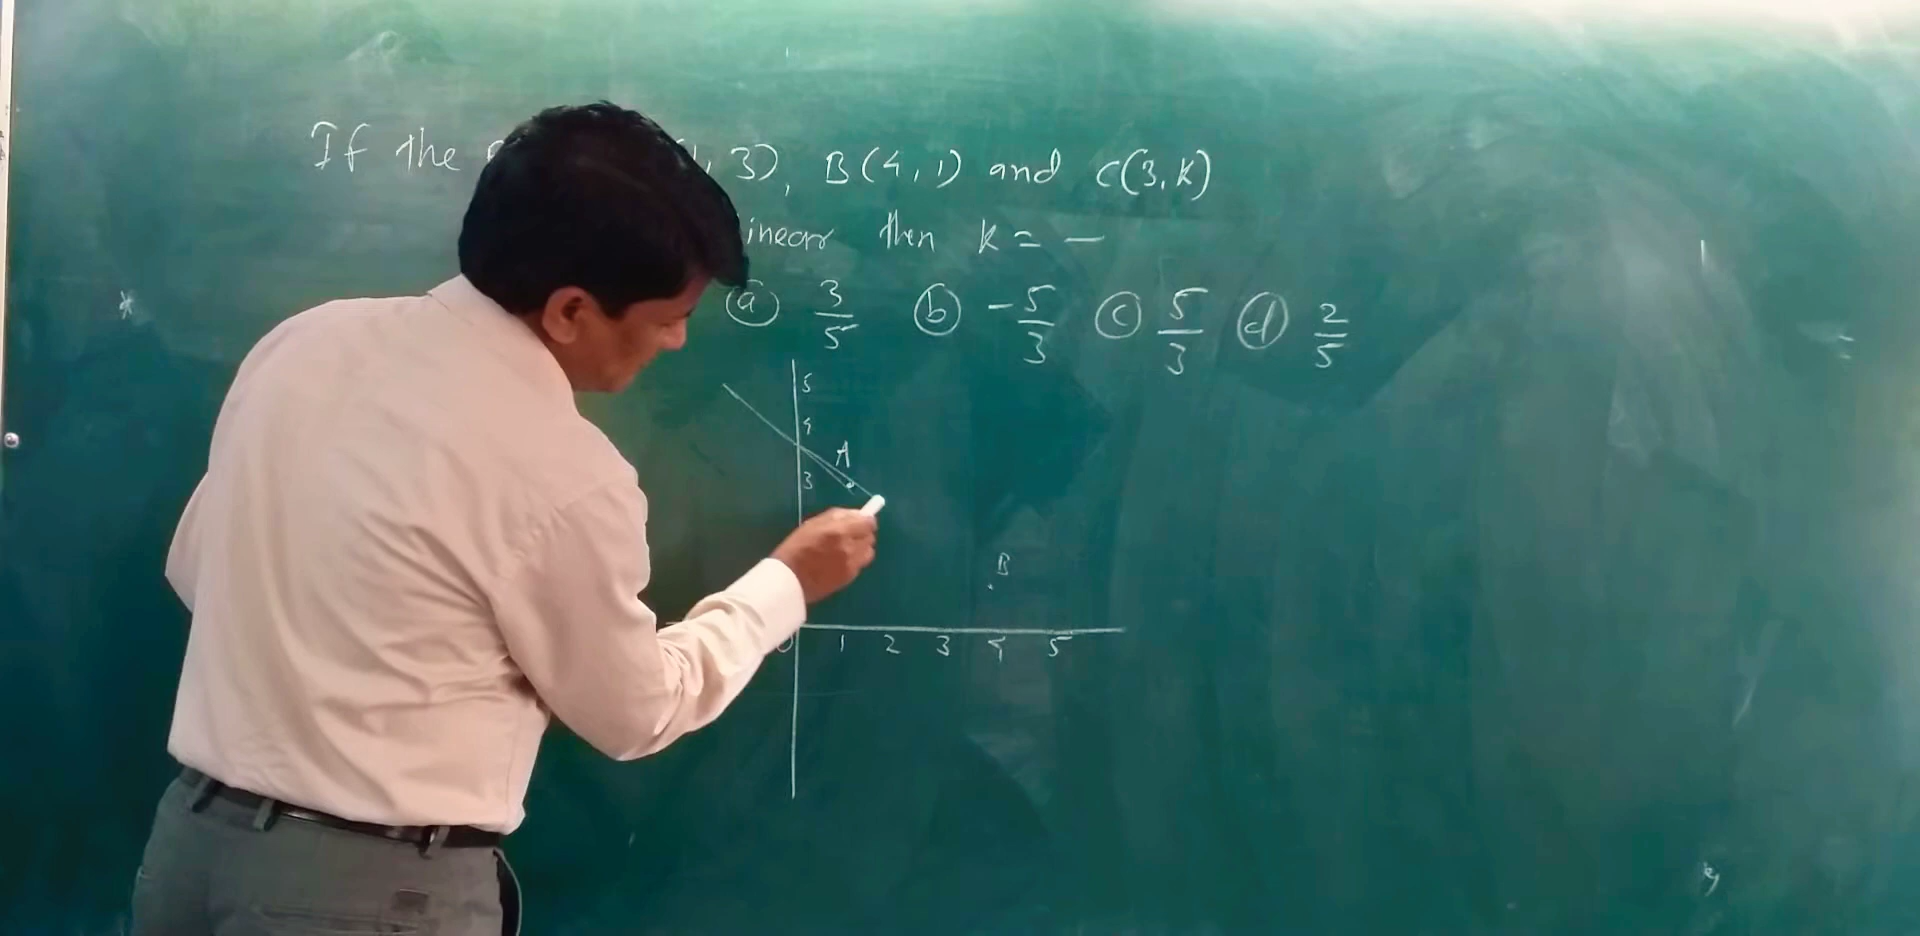 If the , 3), B(4, 1) and C(3, k)
inear then k = —
ⓐ 3/5 ⓑ -5/3 ⓒ 5/3 ⓓ 2/5
5
4
A
3
B
0 1 2 3 4 5